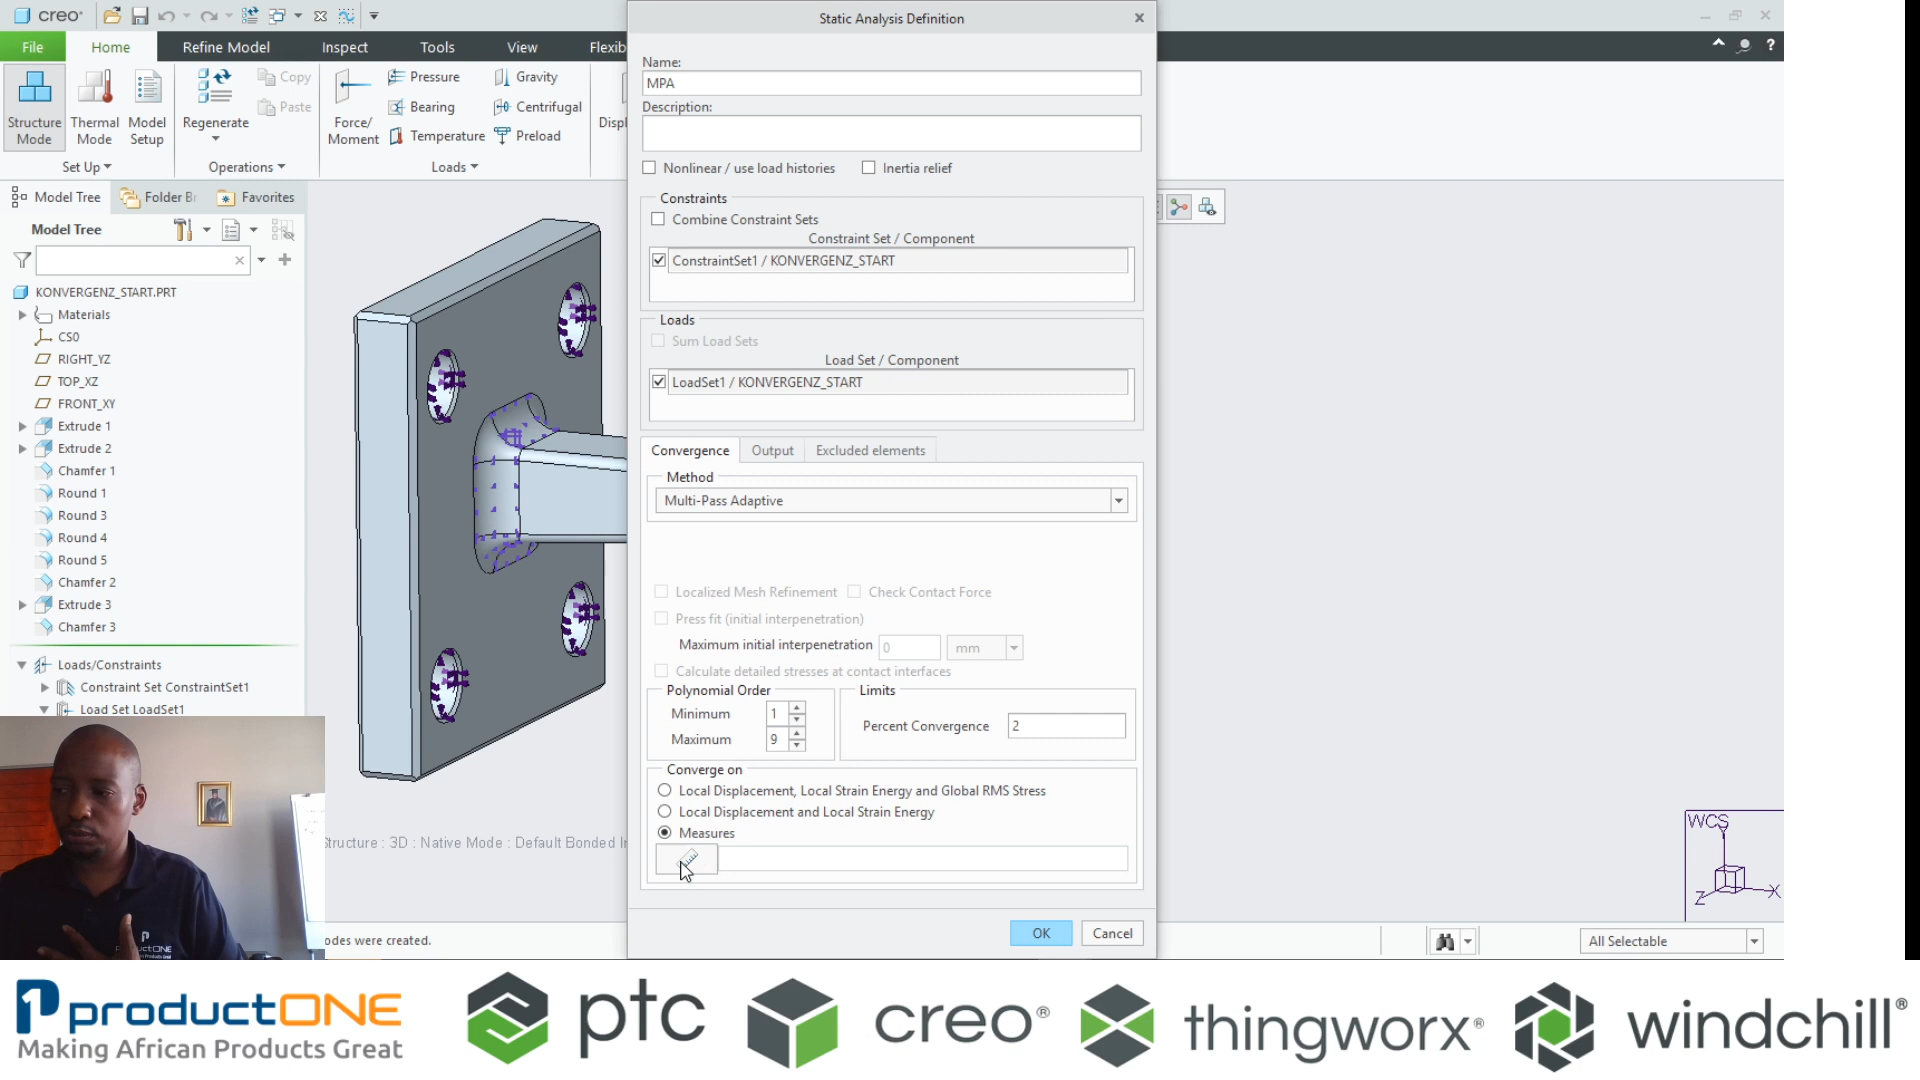 creo®
Static Analysis Definition
File
Home
Refine Model
Inspect
Tools
View
Flexib
Structure Mode
Thermal Mode
Model Setup
Set Up
Regenerate
Copy
Paste
Operations
Force/ Moment
Pressure
Bearing
Temperature
Gravity
Centrifugal
Preload
Loads
Displ
Model Tree
Folder Br
Favorites
Model Tree
KONVERGENZ_START.PRT
Materials
CS0
RIGHT_YZ
TOP_XZ
FRONT_XY
Extrude 1
Extrude 2
Chamfer 1
Round 1
Round 3
Round 4
Round 5
Chamfer 2
Extrude 3
Chamfer 3
Loads/Constraints
Constraint Set ConstraintSet1
Load Set LoadSet1
Name:
MPA
Description:
Nonlinear / use load histories
Inertia relief
Constraints
Combine Constraint Sets
Constraint Set / Component
ConstraintSet1 / KONVERGENZ_START
Loads
Sum Load Sets
Load Set / Component
LoadSet1 / KONVERGENZ_START
Convergence
Output
Excluded elements
Method
Multi-Pass Adaptive
Localized Mesh Refinement
Check Contact Force
Press fit (initial interpenetration)
Maximum initial interpenetration
0
mm
Calculate detailed stresses at contact interfaces
Polynomial Order
Minimum
1
Maximum
9
Limits
Percent Convergence
2
Converge on
Local Displacement, Local Strain Energy and Global RMS Stress
Local Displacement and Local Strain Energy
Measures
OK
Cancel
Structure : 3D : Native Mode : Default Bonded In
odes were created.
WCS
Z
X
All Selectable
productONE
Making African Products Great
ptc
creo®
thingworx®
windchill®